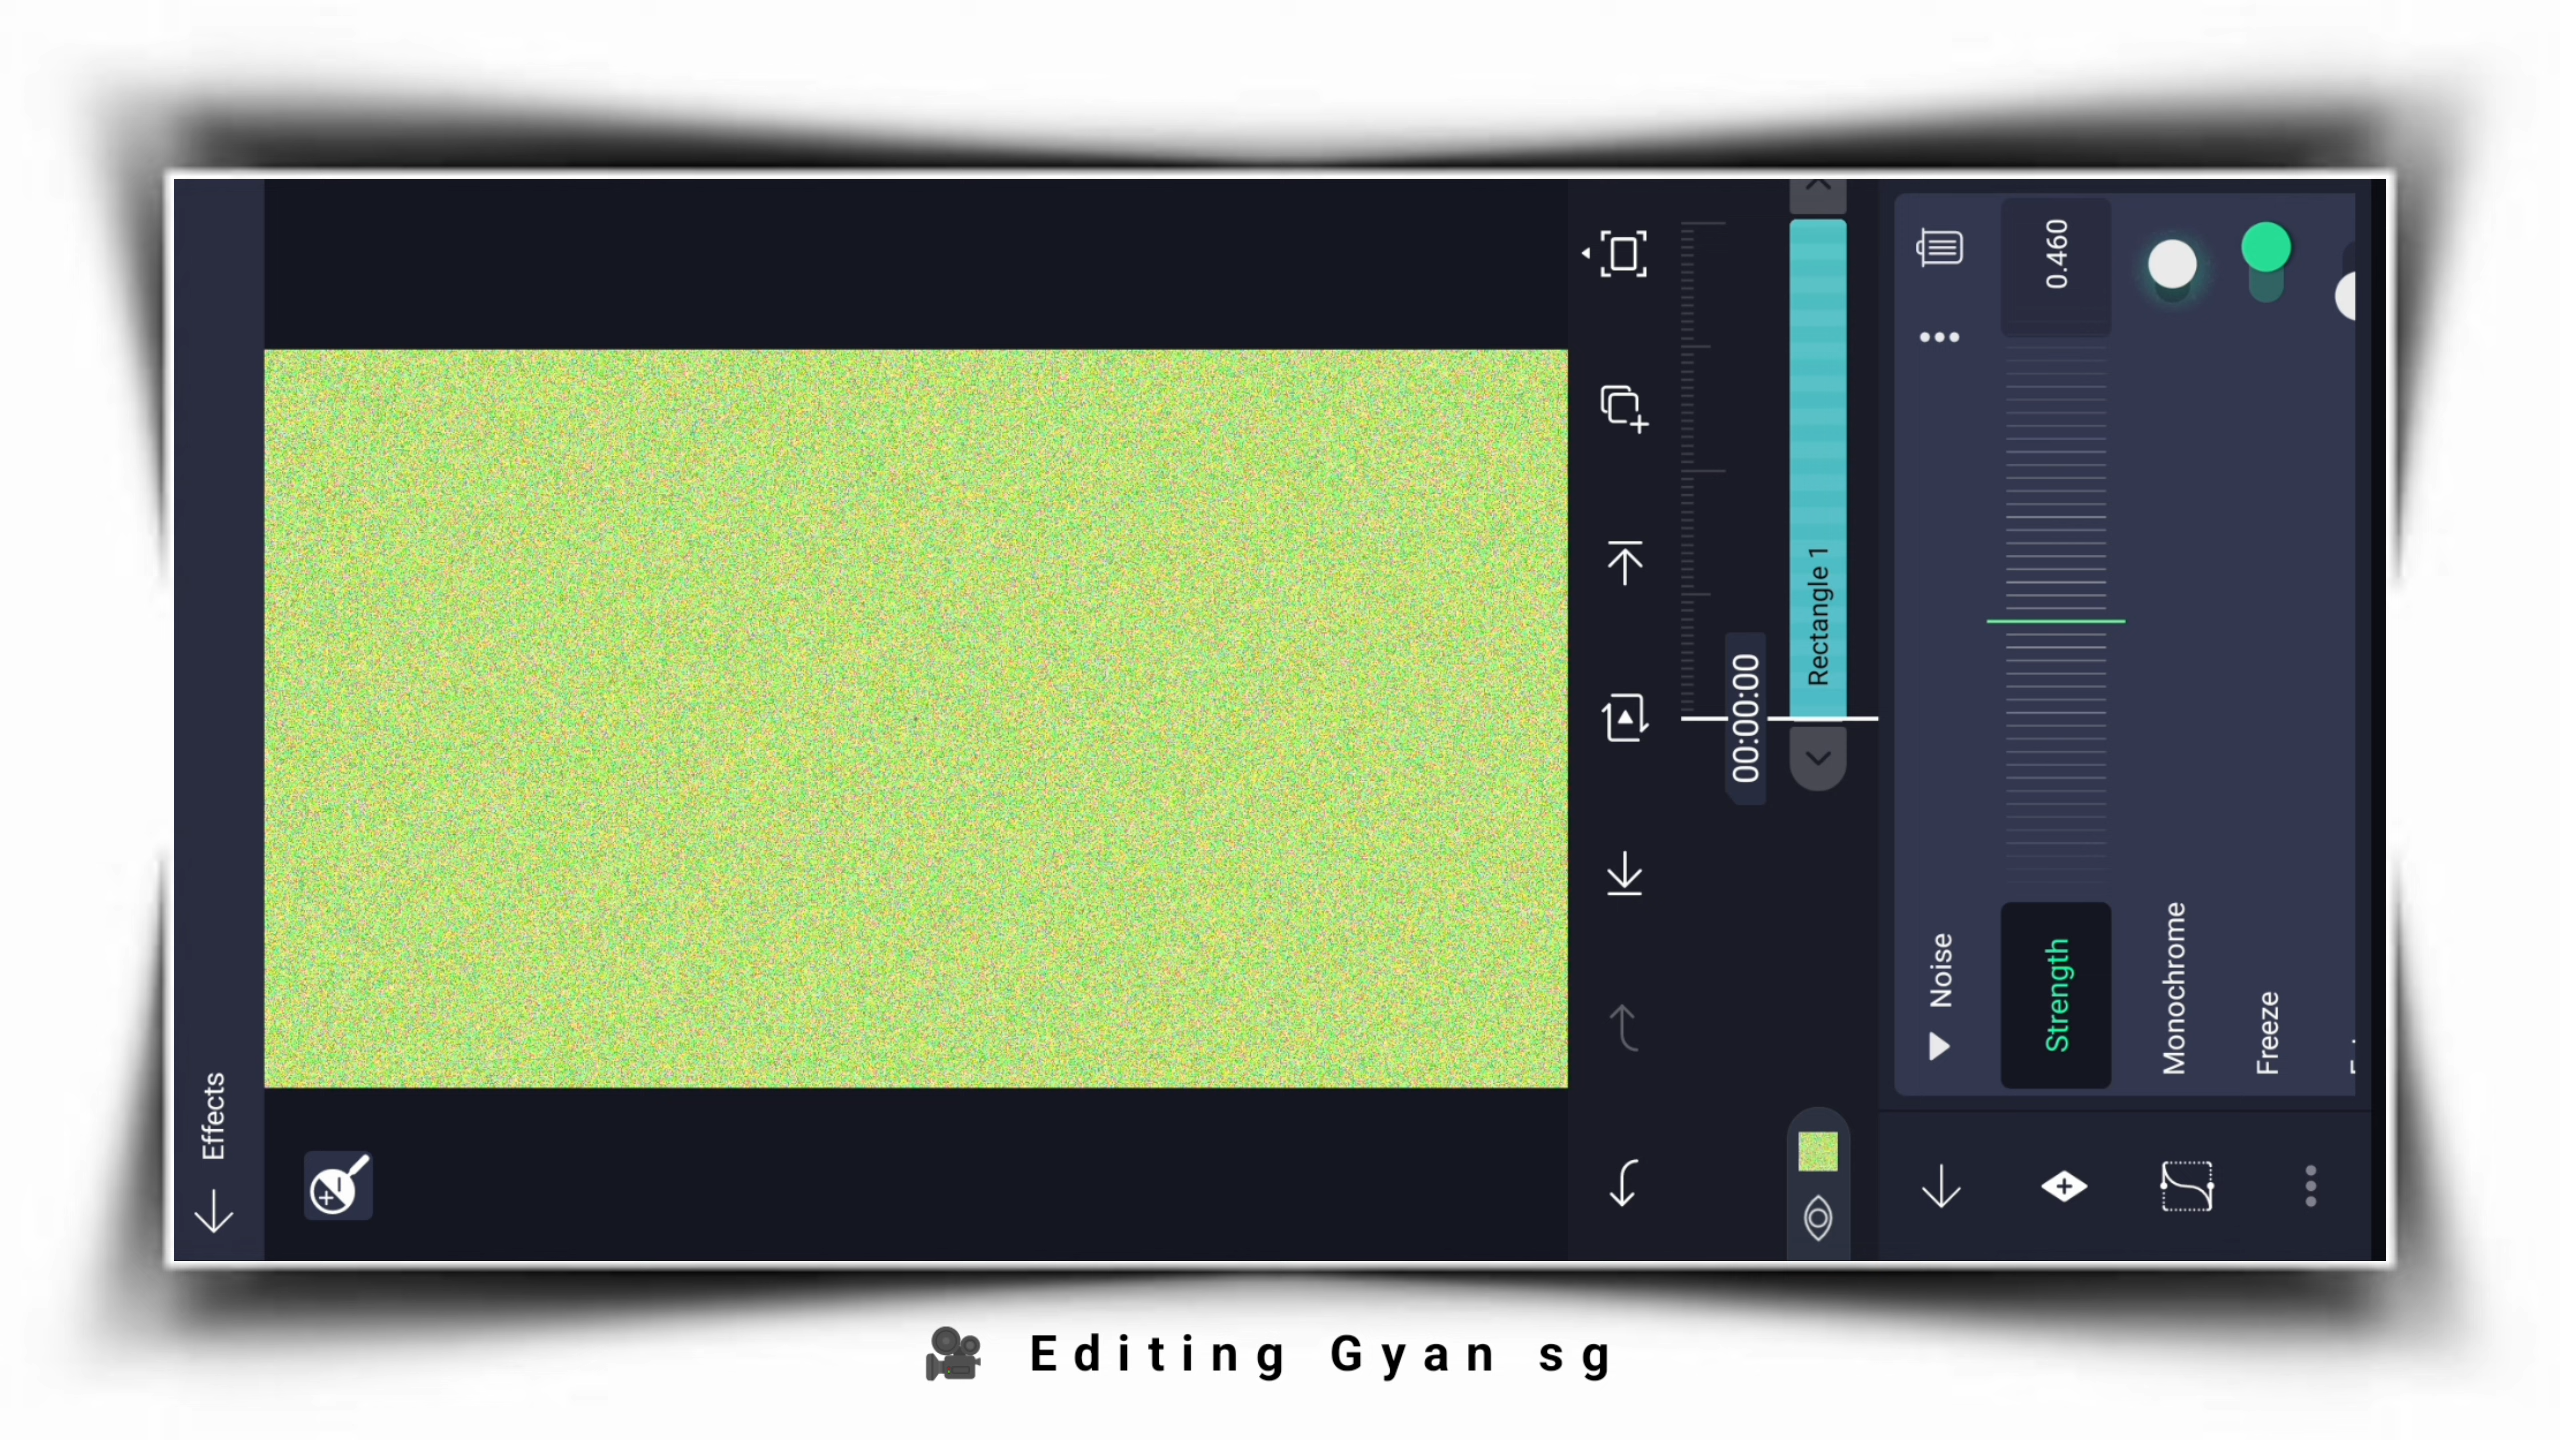 Effects
00:00:00
Rectangle 1
Noise
Strength 0.460
Monochrome
Freeze
Editing Gyan sg